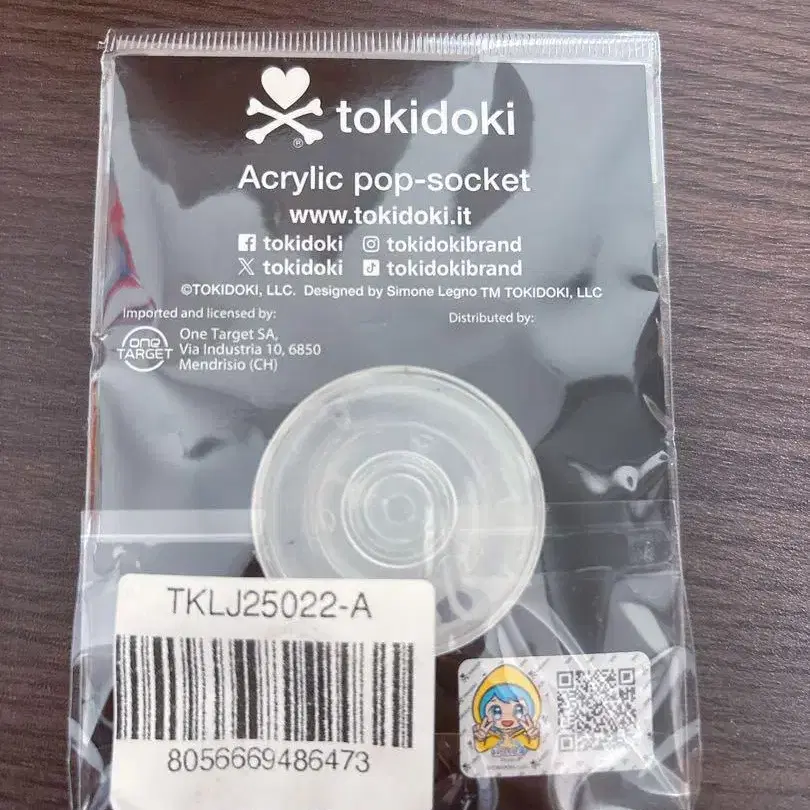 tokidoki
®
Acrylic pop-socket
www.tokidoki.it
tokidoki tokidokibrand
tokidoki tokidokibrand
©TOKIDOKI, LLC. Designed by Simone Legno TM TOKIDOKI, LLC
Imported and licensed by:
one TARGET
One Target SA,
Via Industria 10, 6850
Mendrisio (CH)
Distributed by:
TKLJ25022-A
8056669486473